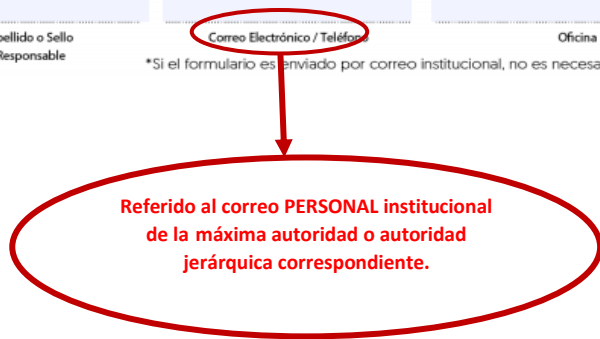 pellido o Sello
Responsable
Correo Electrónico / Teléfono
Oficina
*Si el formulario es enviado por correo institucional, no es necesa
Referido al correo PERSONAL institucional
de la máxima autoridad o autoridad
jerárquica correspondiente.